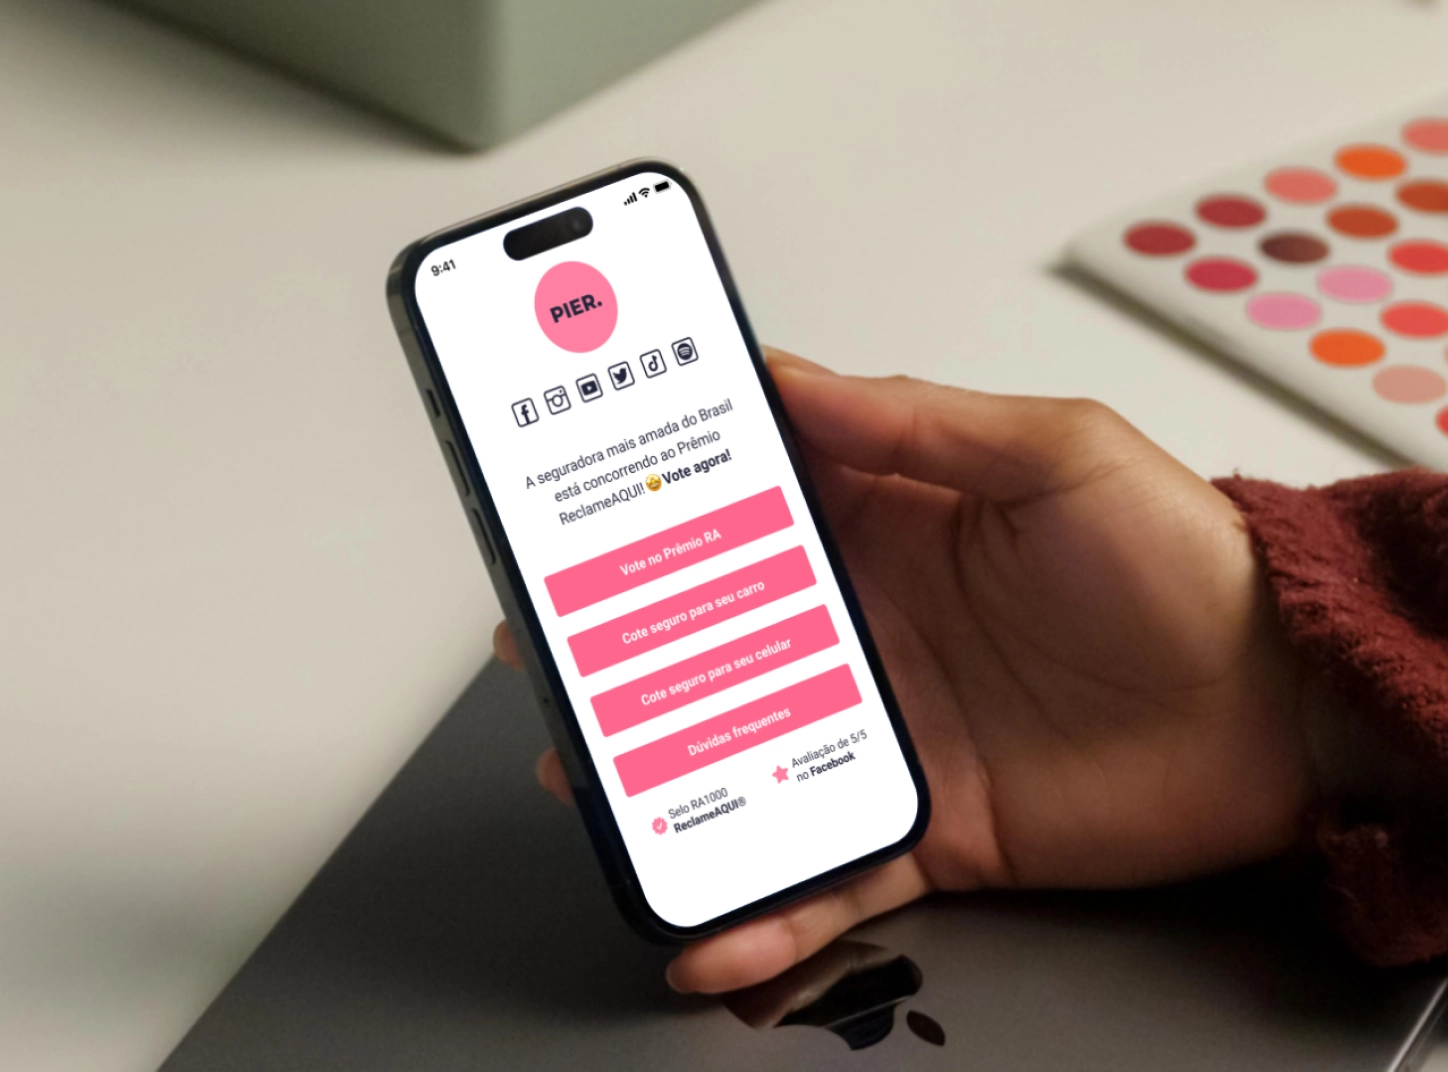 9:41
PIER.
A seguradora mais amada do Brasil
está concorrendo ao Prêmio
ReclameAQUI! 🤩 Vote agora!
Vote no Prêmio RA
Cote seguro para seu carro
Cote seguro para seu celular
Dúvidas frequentes
Selo RA1000
ReclameAQUI®
Avaliação de 5/5
no Facebook